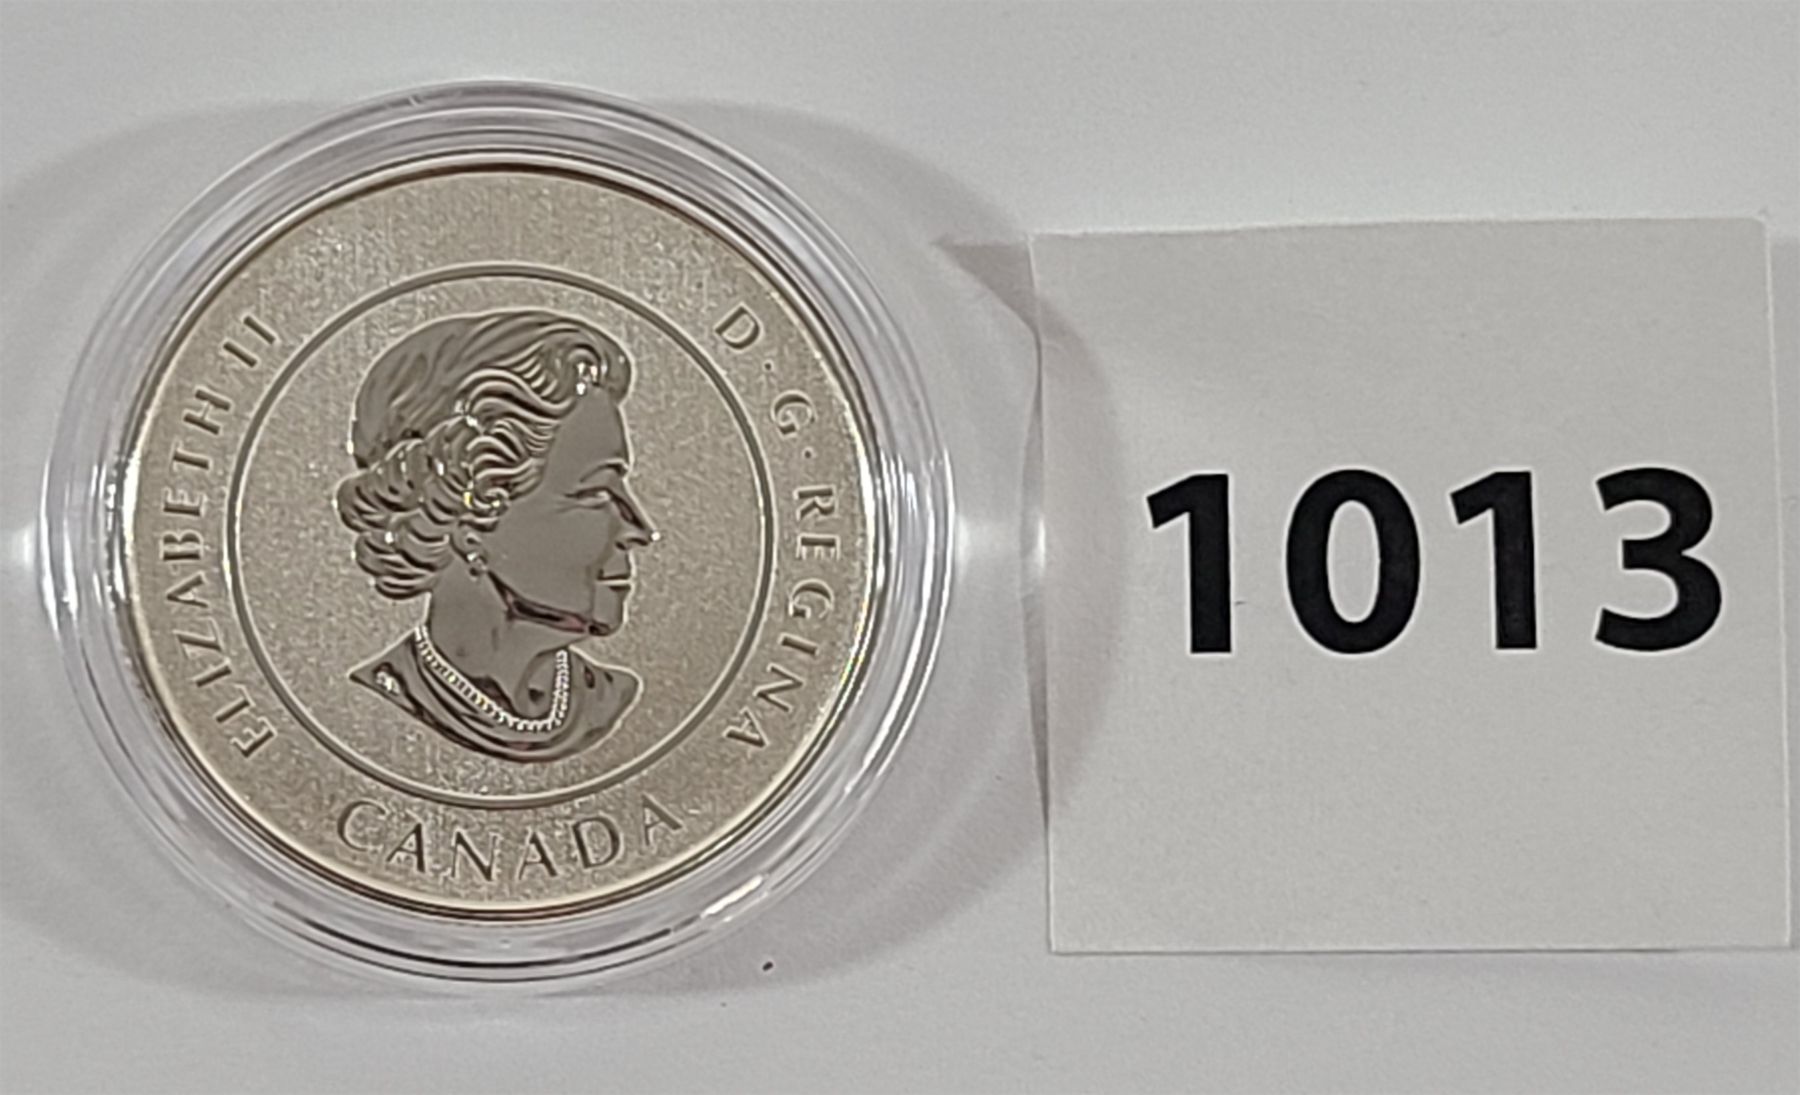 ELIZABETH II
D·G·REGINA
CANADA
1013